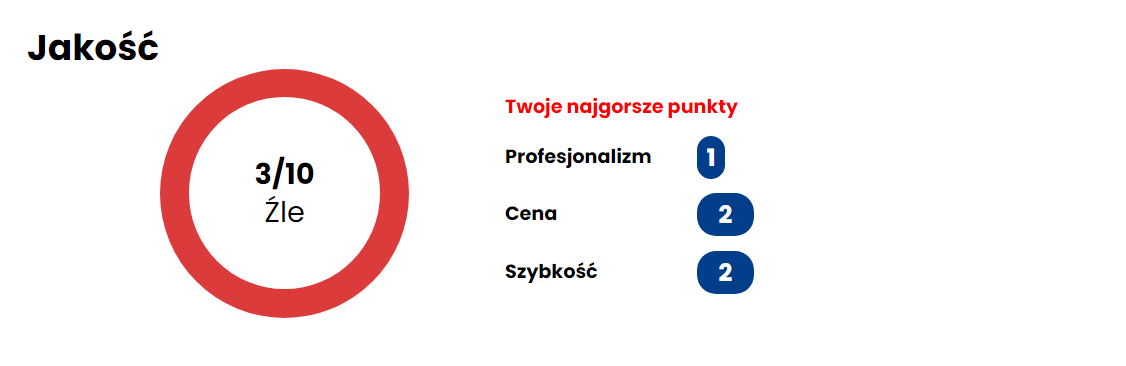 Jakość
3/10
Źle
Twoje najgorsze punkty
Profesjonalizm 1
Cena 2
Szybkość 2